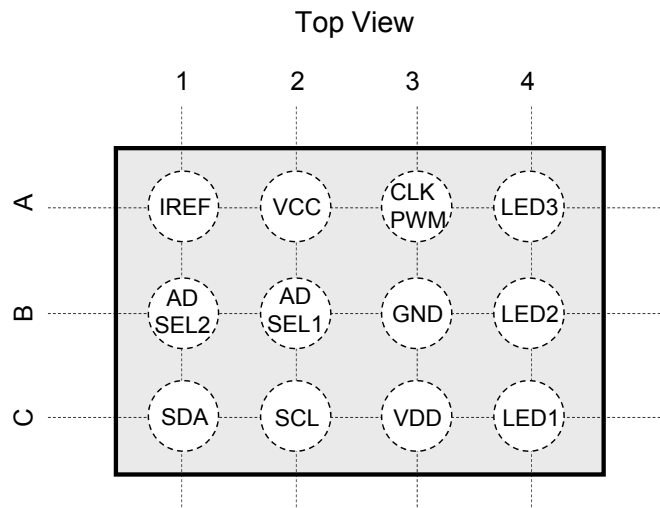 Top View
1 2 3 4
A
IREF VCC CLK PWM LED3
B
AD SEL2 AD SEL1 GND LED2
C
SDA SCL VDD LED1